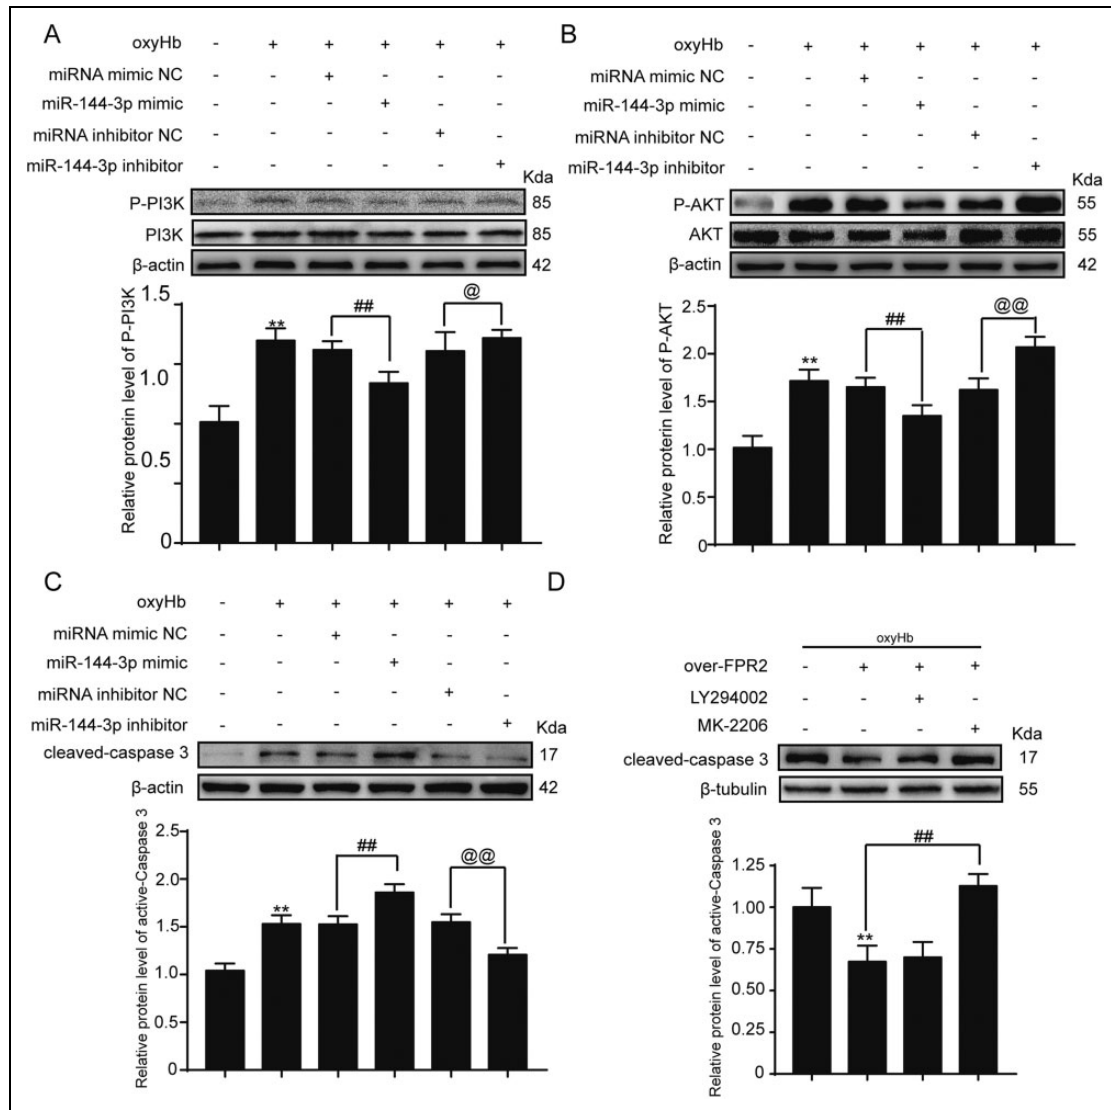 A
oxyHb - + + + + +
miRNA mimic NC - - + - - -
miR-144-3p mimic - - - + - -
miRNA inhibitor NC - - - - + -
miR-144-3p inhibitor - - - - - +
Kda
P-PI3K 85
PI3K 85
β-actin 42
Relative proterin level of P-PI3K
1.5
1.0
0.5
0
**
##
@
B
oxyHb - + + + + +
miRNA mimic NC - - + - - -
miR-144-3p mimic - - - + - -
miRNA inhibitor NC - - - - + -
miR-144-3p inhibitor - - - - - +
Kda
P-AKT 55
AKT 55
β-actin 42
Relative proterin level of P-AKT
2.5
2.0
1.5
1.0
0.5
0
**
##
@@
C
oxyHb - + + + + +
miRNA mimic NC - - + - - -
miR-144-3p mimic - - - + - -
miRNA inhibitor NC - - - - + -
miR-144-3p inhibitor - - - - - +
Kda
cleaved-caspase 3 17
β-actin 42
Relative protein level of active-Caspase 3
2.5
2.0
1.5
1.0
0.5
0
**
##
@@
D
oxyHb
over-FPR2 - + + +
LY294002 - - + -
MK-2206 - - - +
Kda
cleaved-caspase 3 17
β-tubulin 55
Relative protein level of active-Caspase 3
1.25
1.00
0.75
0.50
0.25
0
**
##